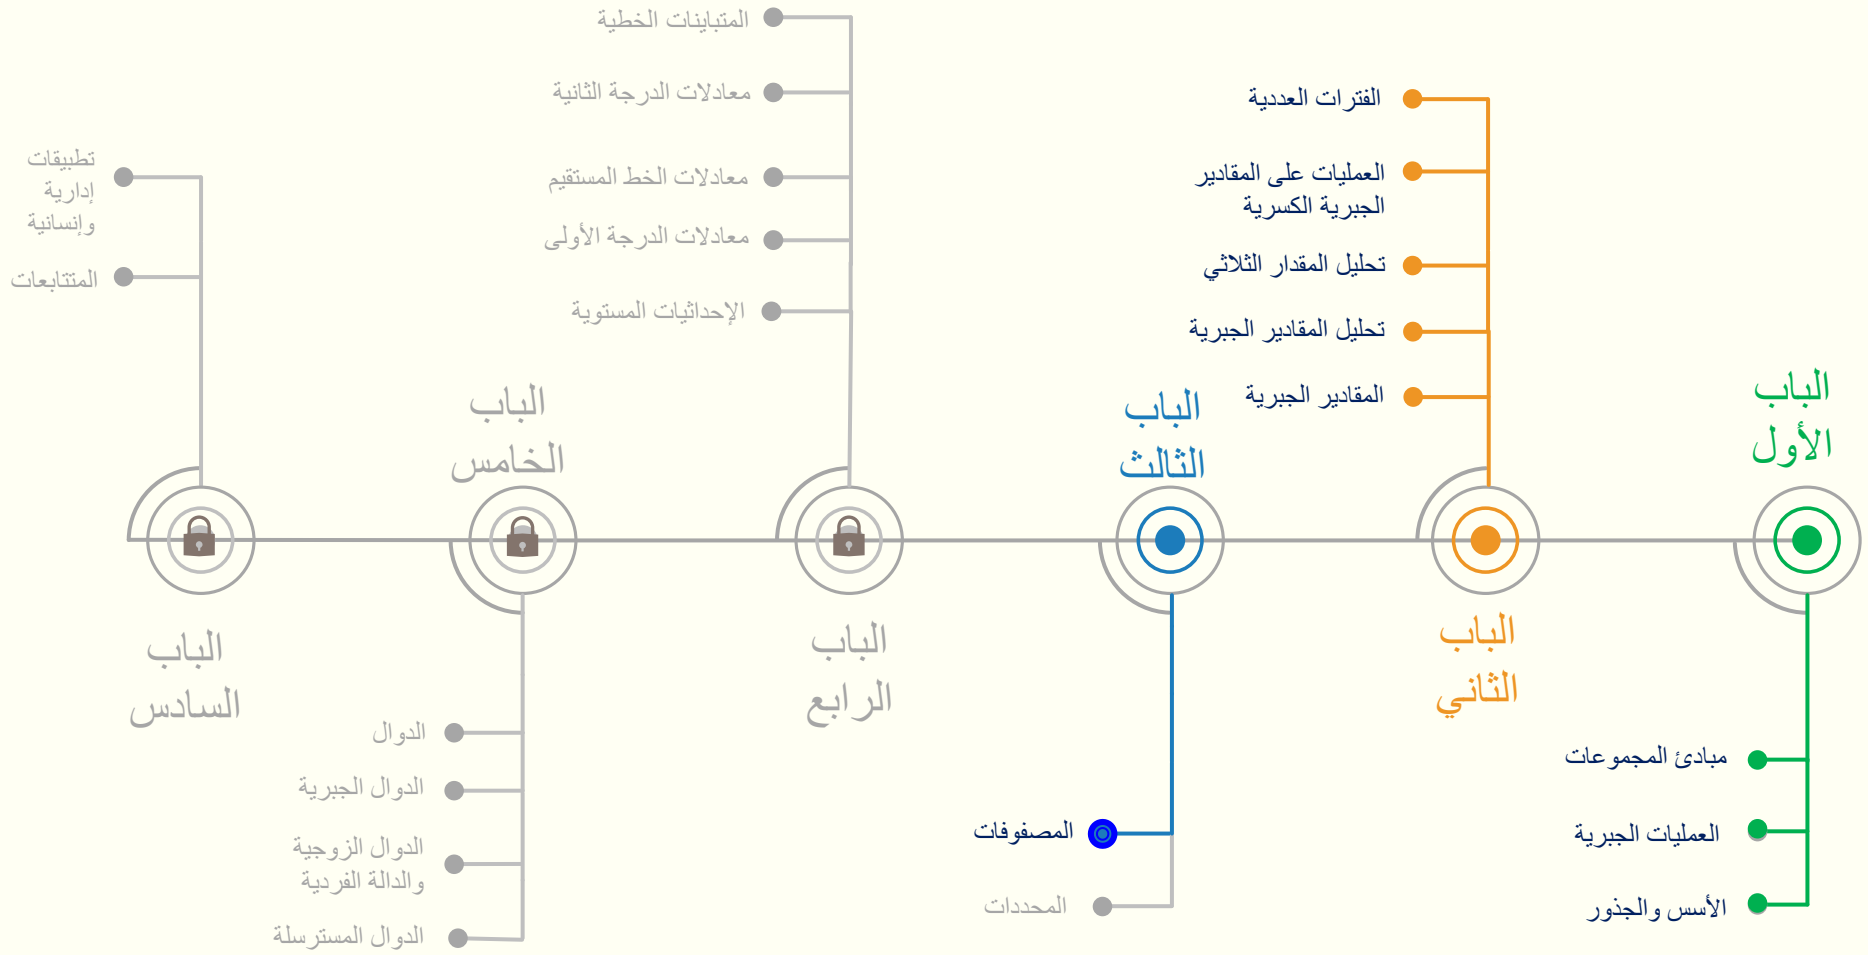 الباب
الأول
مبادئ المجموعات
العمليات الجبرية
الأسس والجذور
الفترات العددية
العمليات على المقادير
الجبرية الكسرية
تحليل المقدار الثلاثي
تحليل المقادير الجبرية
المقادير الجبرية
الباب
الثاني
الباب
الثالث
المصفوفات
المحددات
المتباينات الخطية
معادلات الدرجة الثانية
معادلات الخط المستقيم
معادلات الدرجة الأولى
الإحداثيات المستوية
الباب
الرابع
الباب
الخامس
الدوال
الدوال الجبرية
الدوال الزوجية
والدالة الفردية
الدوال المسترسلة
تطبيقات
إدارية
وإنسانية
المتتابعات
الباب
السادس